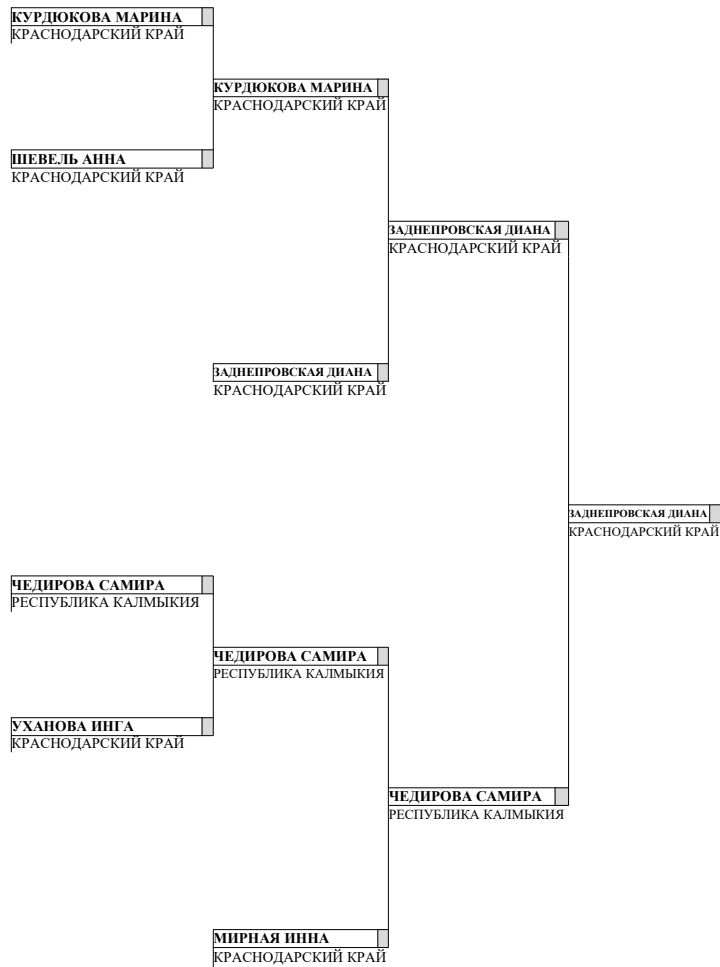 КУРДЮКОВА МАРИНА
КРАСНОДАРСКИЙ КРАЙ
КУРДЮКОВА МАРИНА
КРАСНОДАРСКИЙ КРАЙ
ШЕВЕЛЬ АННА
КРАСНОДАРСКИЙ КРАЙ
ЗАДНЕПРОВСКАЯ ДИАНА
КРАСНОДАРСКИЙ КРАЙ
ЗАДНЕПРОВСКАЯ ДИАНА
КРАСНОДАРСКИЙ КРАЙ
ЗАДНЕПРОВСКАЯ ДИАНА
КРАСНОДАРСКИЙ КРАЙ
ЧЕДИРОВА САМИРА
РЕСПУБЛИКА КАЛМЫКИЯ
ЧЕДИРОВА САМИРА
РЕСПУБЛИКА КАЛМЫКИЯ
УХАНОВА ИНГА
КРАСНОДАРСКИЙ КРАЙ
ЧЕДИРОВА САМИРА
РЕСПУБЛИКА КАЛМЫКИЯ
МИРНАЯ ИННА
КРАСНОДАРСКИЙ КРАЙ